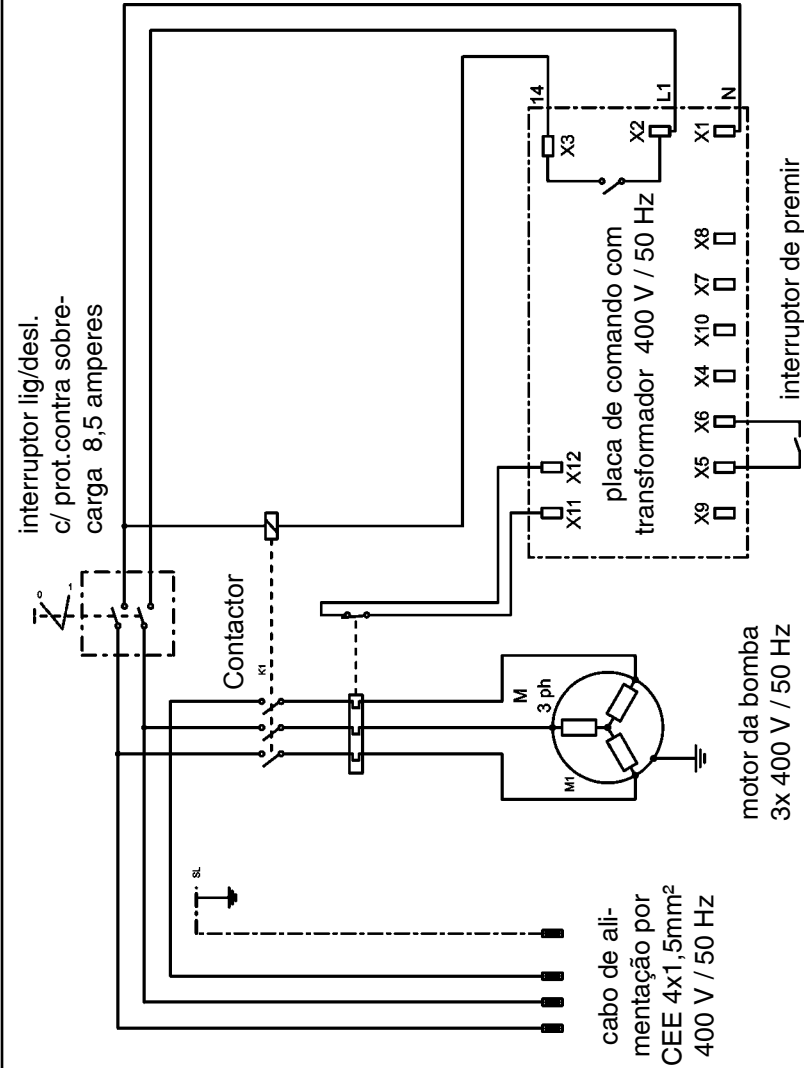 interruptor lig/desl.
c/ prot.contra sobre-
carga 8,5 amperes
0
1
Contactor
K1
14
L1
N
X3
X2
X1
placa de comando com
transformador 400 V / 50 Hz
X12
X11
X8
X7
X10
X4
X6
X5
X9
interruptor de premir
M
3 ph
M1
motor da bomba
3x 400 V / 50 Hz
SL
cabo de ali-
mentação por
CEE 4x1,5mm²
400 V / 50 Hz